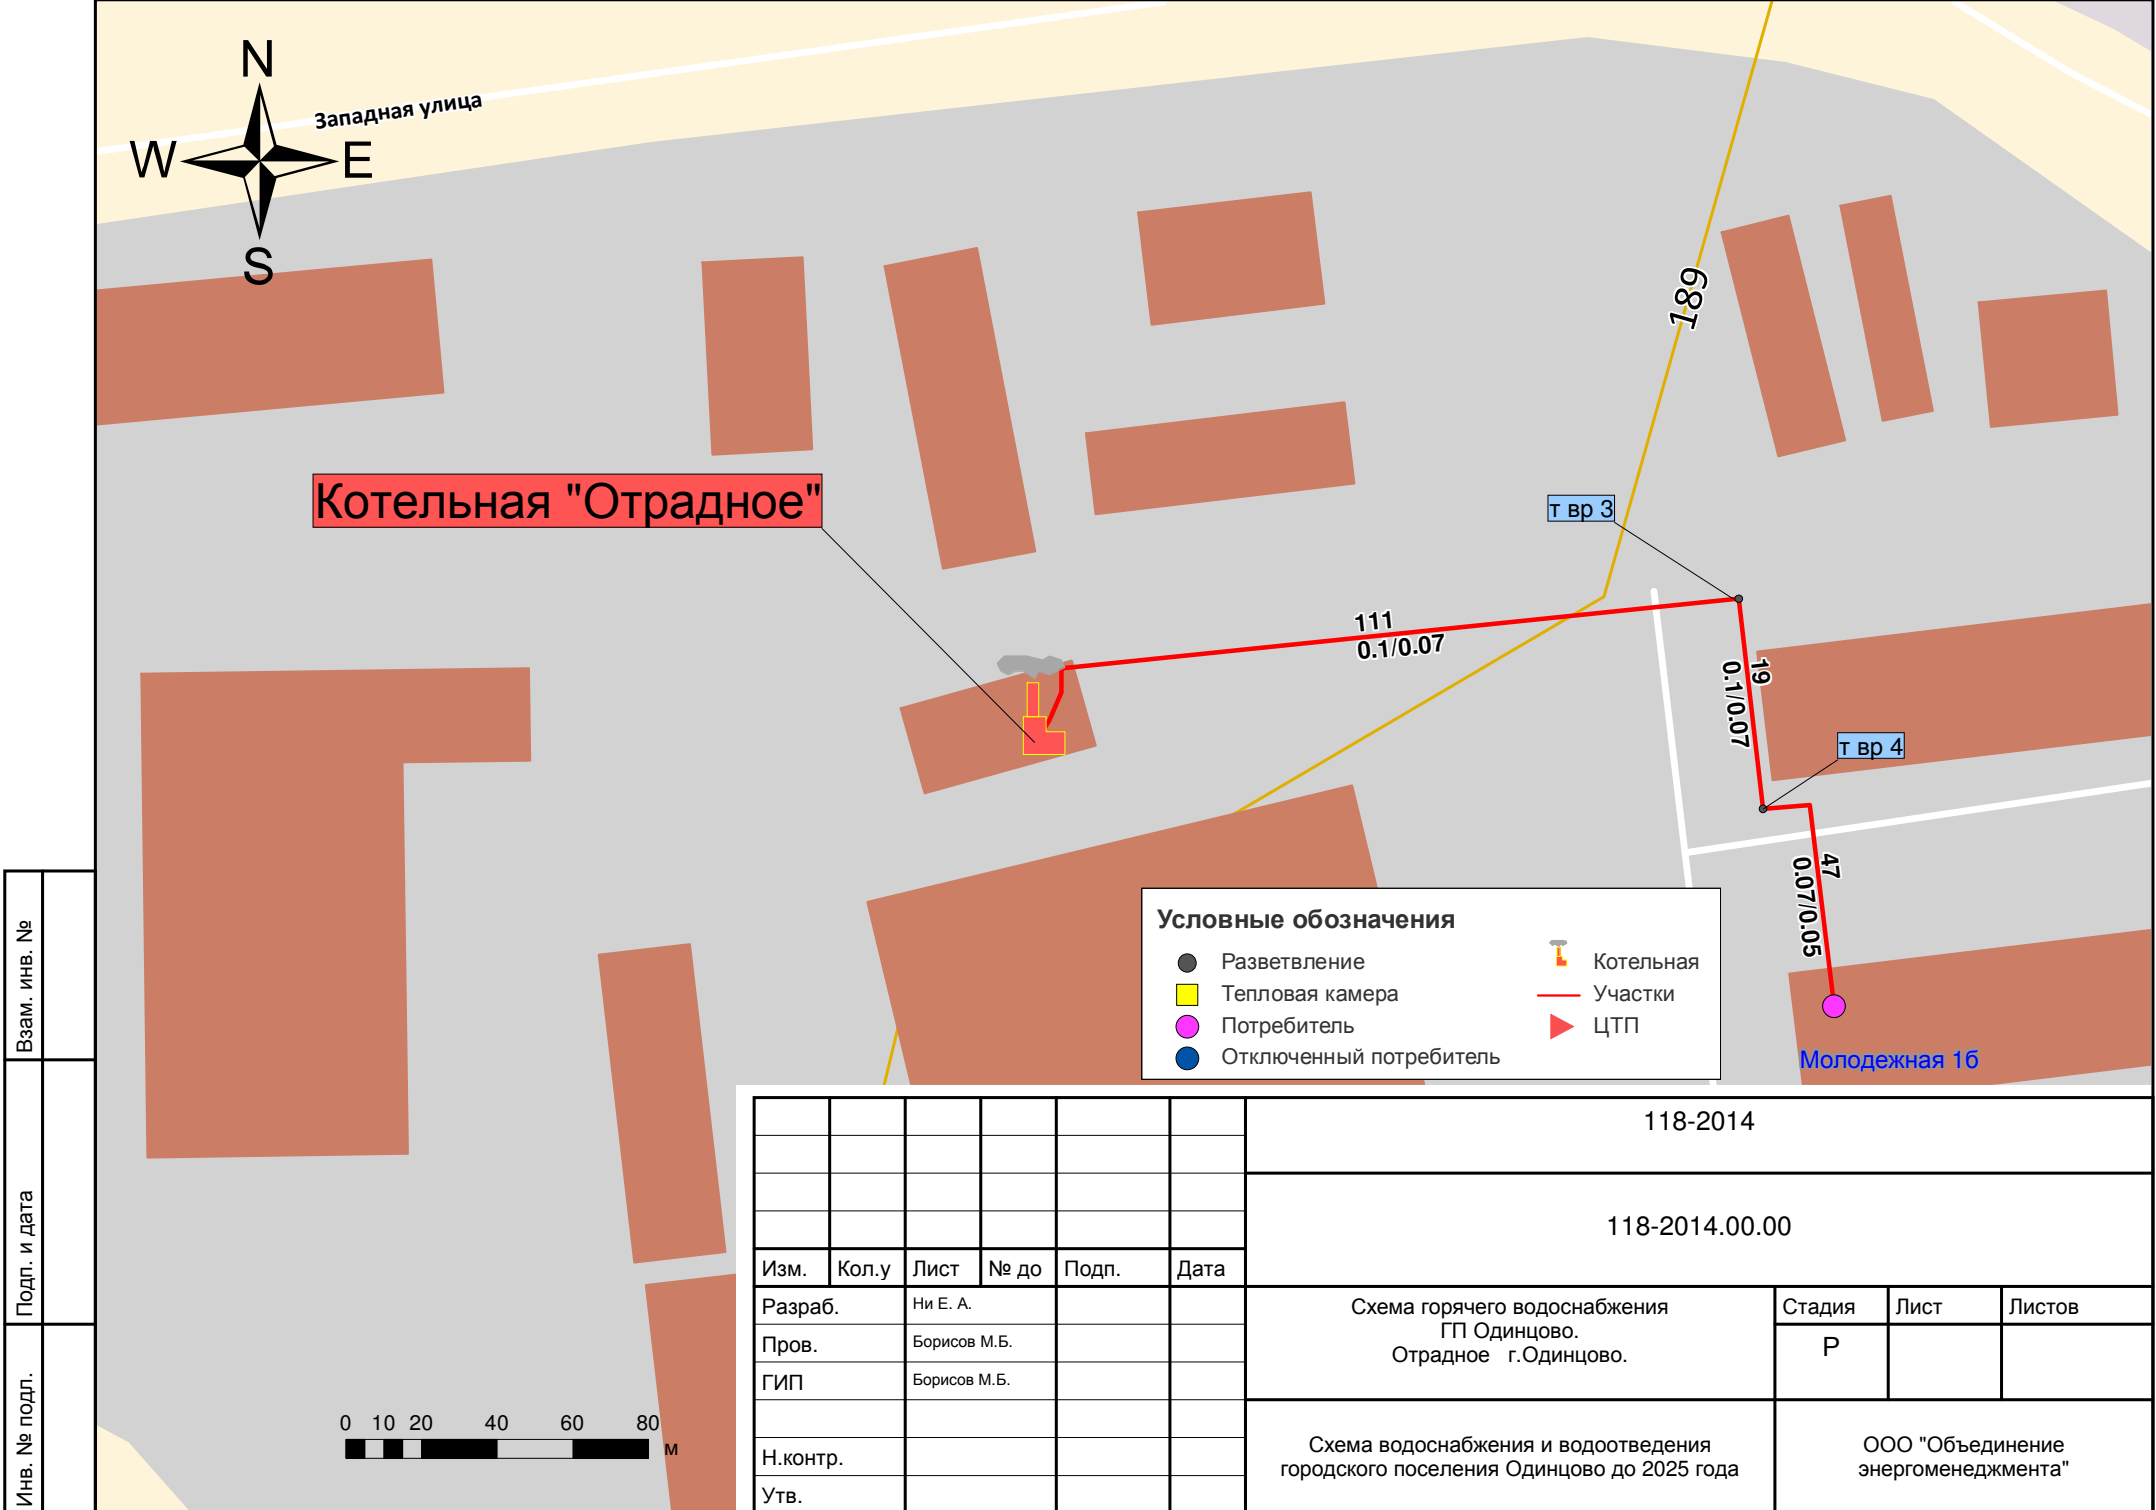 N
Западная улица
W
E
S
189
Котельная "Отрадное"
т вр 3
111
0.1/0.07
19
0.1/0.07
т вр 4
47
0.07/0.05
Молодежная 1б
Условные обозначения
Разветвление
Тепловая камера
Потребитель
Отключенный потребитель
Котельная
Участки
ЦТП
0 10 20 40 60 80
м
Взам. инв. №
Подп. и дата
Инв. № подл.
118-2014
118-2014.00.00
Изм. Кол.у Лист № до Подп. Дата
Разраб. Ни Е. А.
Пров. Борисов М.Б.
ГИП Борисов М.Б.
Н.контр.
Утв.
Схема горячего водоснабжения
ГП Одинцово.
Отрадное г.Одинцово.
Стадия Лист Листов
Р
Схема водоснабжения и водоотведения
городского поселения Одинцово до 2025 года
ООО "Объединение
энергоменеджмента"